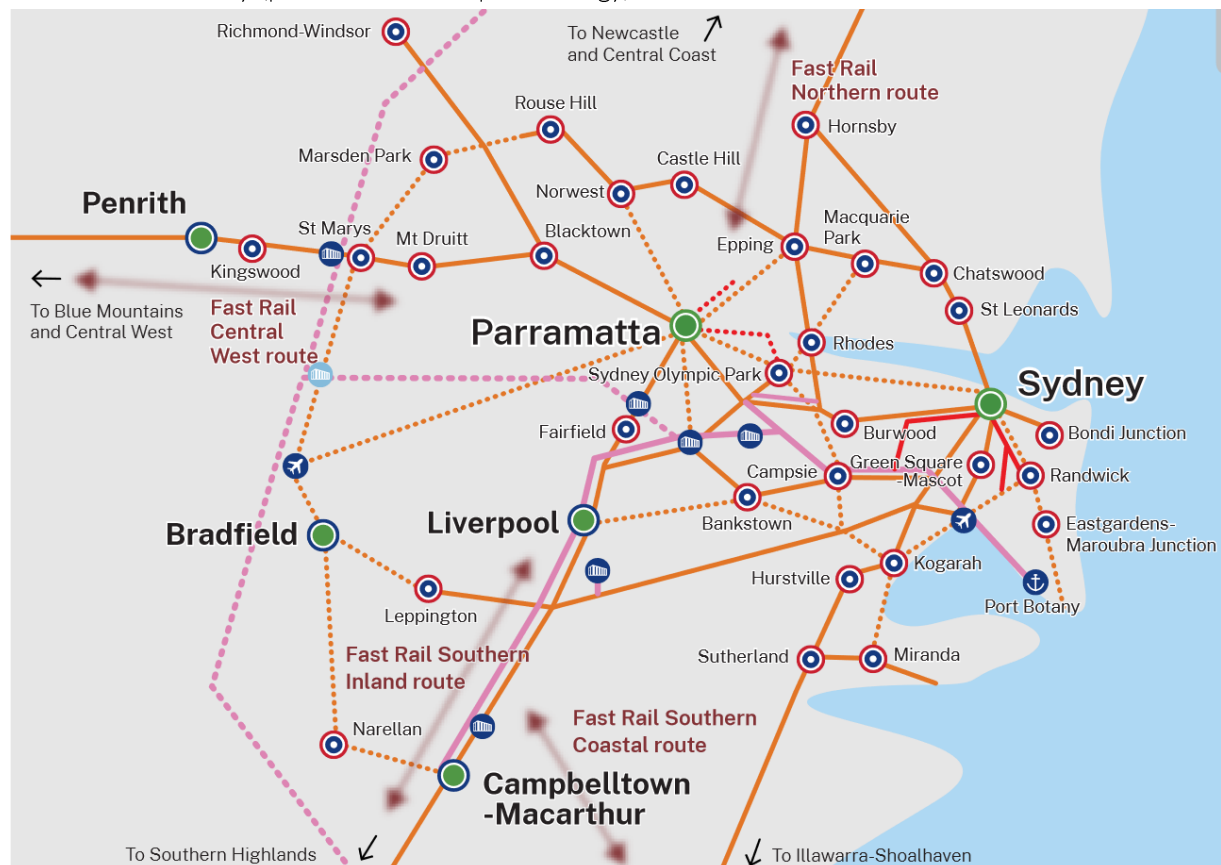 Richmond-Windsor
To Newcastle
and Central Coast
Fast Rail
Northern route
Rouse Hill
Hornsby
Marsden Park
Castle Hill
Norwest
Penrith
St Marys
Mt Druitt
Blacktown
Epping
Macquarie
Park
Kingswood
Chatswood
To Blue Mountains
and Central West
Fast Rail
Central
West route
St Leonards
Parramatta
Rhodes
Sydney Olympic Park
Sydney
Fairfield
Burwood
Bondi Junction
Campsie
Green Square
-Mascot
Randwick
Bradfield
Liverpool
Bankstown
Eastgardens-
Maroubra Junction
Hurstville
Kogarah
Port Botany
Leppington
Fast Rail Southern
Inland route
Sutherland
Miranda
Narellan
Fast Rail Southern
Coastal route
Campbelltown
-Macarthur
To Southern Highlands
To Illawarra-Shoalhaven